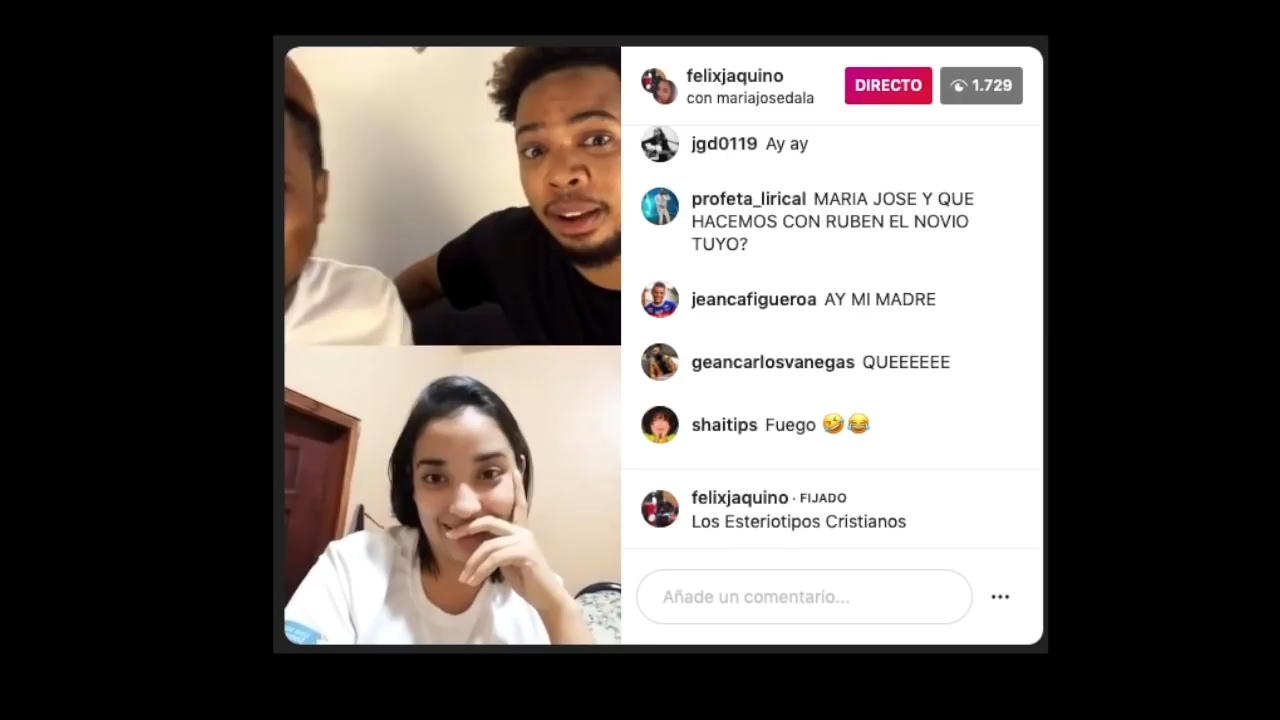 felixjaquino
con mariajosedala
DIRECTO
1.729
jgd0119 Ay ay
profeta_lirical MARIA JOSE Y QUE
HACEMOS CON RUBEN EL NOVIO
TUYO?
jeancafigueroa AY MI MADRE
geancarlosvanegas QUEEEEEE
shaitips Fuego 🤣😂
felixjaquino · FIJADO
Los Esteriotipos Cristianos
Añade un comentario...